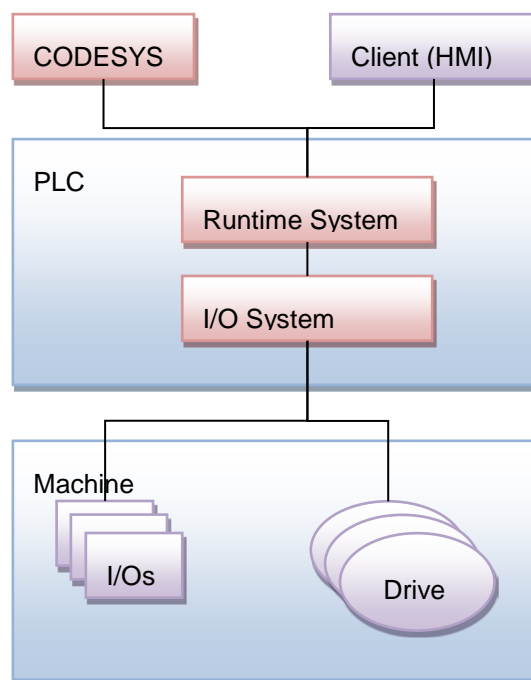 CODESYS
Client (HMI)
PLC
Runtime System
I/O System
Machine
I/Os
Drive